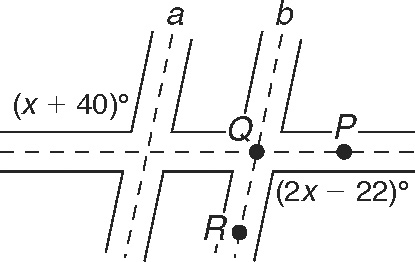 a b
(x + 40)°
Q P
(2x − 22)°
R